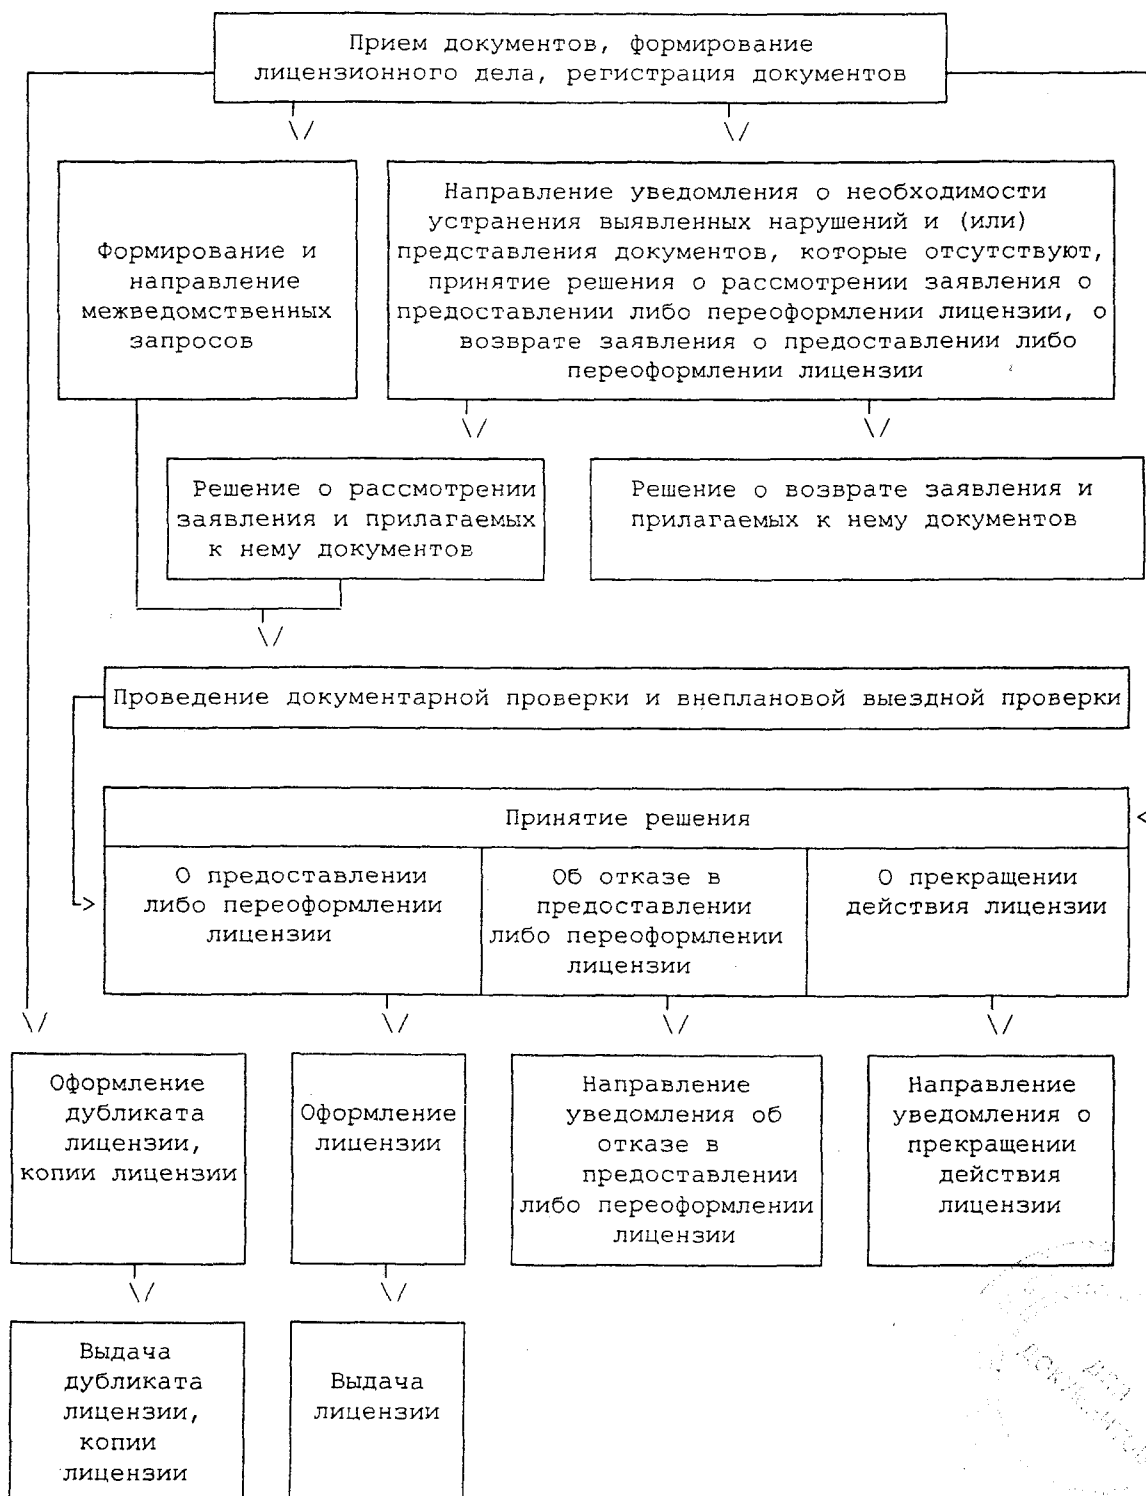 Прием документов, формирование
лицензионного дела, регистрация документов
Формирование и
направление
межведомственных
запросов
Направление уведомления о необходимости
устранения выявленных нарушений и (или)
представления документов, которые отсутствуют,
принятие решения о рассмотрении заявления о
предоставлении либо переоформлении лицензии, о
возврате заявления о предоставлении либо
переоформлении лицензии
Решение о рассмотрении
заявления и прилагаемых
к нему документов
Решение о возврате заявления и
прилагаемых к нему документов
Проведение документарной проверки и внеплановой выездной проверки
Принятие решения
О предоставлении
либо переоформлении
лицензии
Об отказе в
предоставлении
либо переоформлении
лицензии
О прекращении
действия лицензии
Оформление
дубликата
лицензии,
копии лицензии
Оформление
лицензии
Направление
уведомления об
отказе в
предоставлении
либо переоформлении
лицензии
Направление
уведомления о
прекращении
действия
лицензии
Выдача
дубликата
лицензии,
копии
лицензии
Выдача
лицензии
для
документов